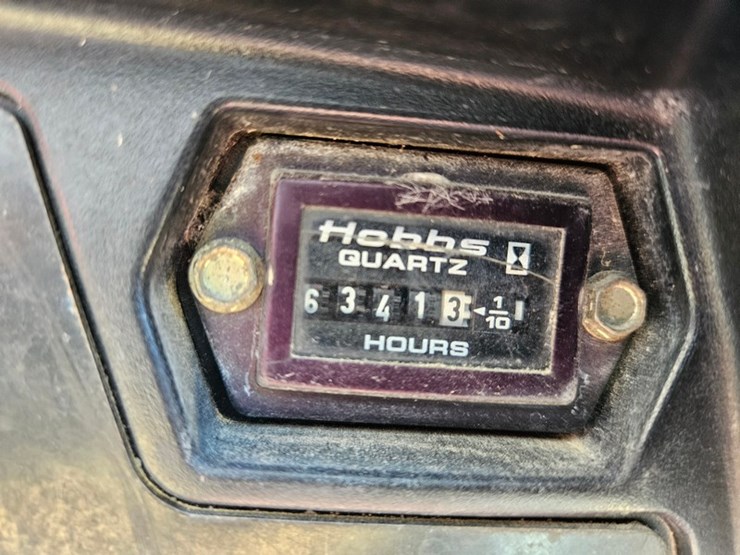 Hobbs
QUARTZ
6 3 4 1 3 ◄ 1/10
HOURS